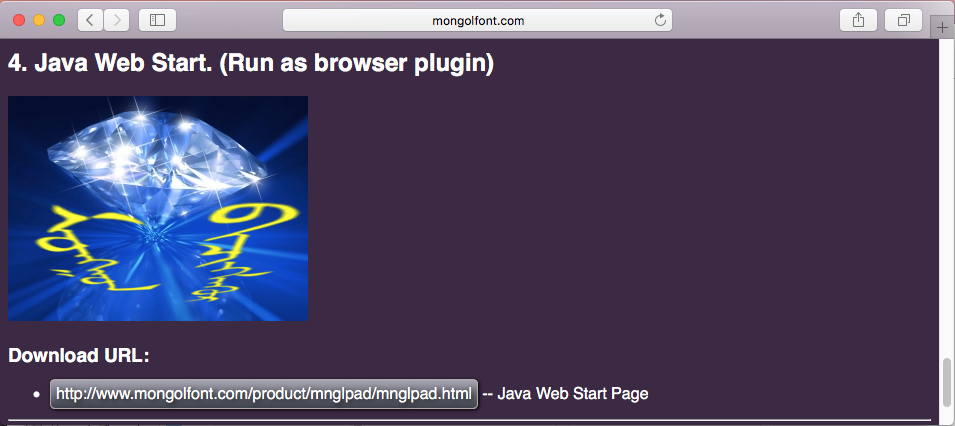 mongolfont.com
4. Java Web Start. (Run as browser plugin)
Download URL:
http://www.mongolfont.com/product/mnglpad/mnglpad.html -- Java Web Start Page